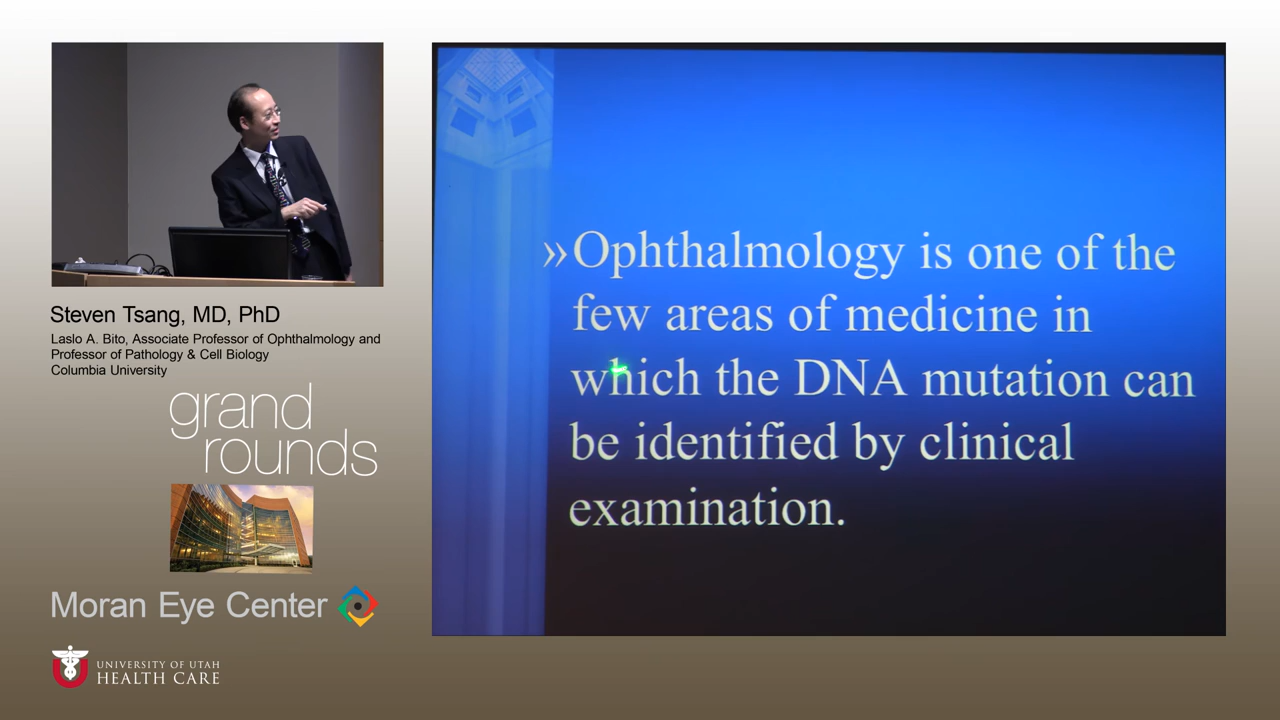 Steven Tsang, MD, PhD
Laslo A. Bito, Associate Professor of Ophthalmology and
Professor of Pathology & Cell Biology
Columbia University
grand
rounds
Moran Eye Center
UNIVERSITY OF UTAH
HEALTH CARE
»Ophthalmology is one of the
few areas of medicine in
which the DNA mutation can
be identified by clinical
examination.